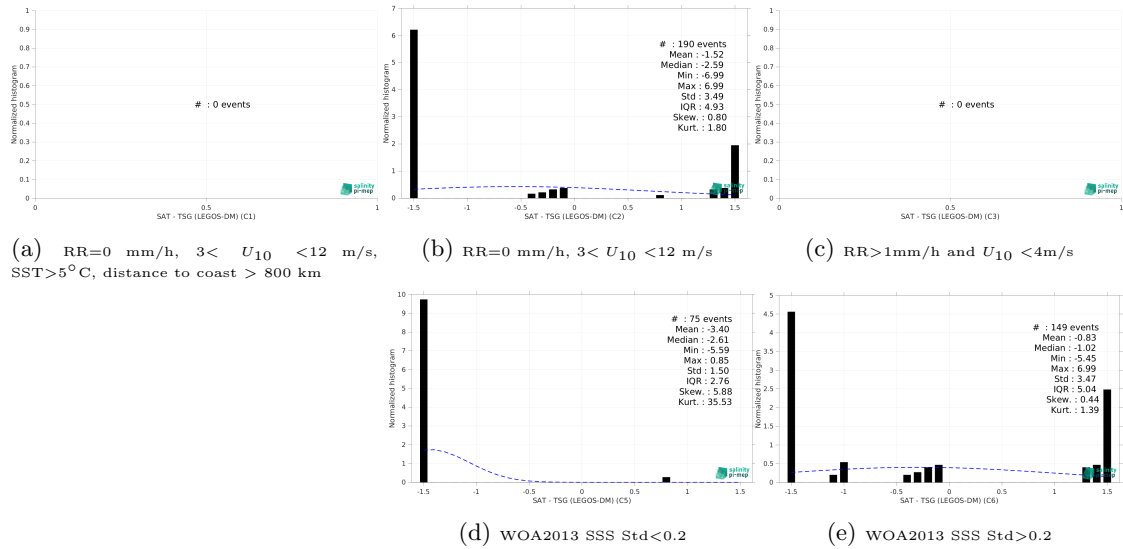 1
0.9
0.8
0.7
0.6
0.5
0.4
0.3
0.2
0.1
0
Normalized histogram
# : 0 events
salinity
pi-mep
0 0.5 1
SAT - TSG (LEGOS-DM) (C1)
7
6
5
4
3
2
1
0
Normalized histogram
# : 190 events
Mean : -1.52
Median : -2.59
Min : -6.99
Max : 6.99
Std : 3.49
IQR : 4.93
Skew. : 0.80
Kurt. : 1.80
salinity
pi-mep
-1.5 -1 -0.5 0 0.5 1 1.5
SAT - TSG (LEGOS-DM) (C2)
1
0.9
0.8
0.7
0.6
0.5
0.4
0.3
0.2
0.1
0
Normalized histogram
# : 0 events
salinity
pi-mep
0 0.5 1
SAT - TSG (LEGOS-DM) (C3)
(a) RR=0 mm/h, 3< U10 <12 m/s,
SST>5°C, distance to coast > 800 km
(b) RR=0 mm/h, 3< U10 <12 m/s
(c) RR>1mm/h and U10 <4m/s
10
9
8
7
6
5
4
3
2
1
0
Normalized histogram
# : 75 events
Mean : -3.40
Median : -2.61
Min : -5.59
Max : 0.85
Std : 1.50
IQR : 2.76
Skew. : 5.88
Kurt. : 35.53
salinity
pi-mep
-1.5 -1 -0.5 0 0.5 1 1.5
SAT - TSG (LEGOS-DM) (C5)
5
4.5
4
3.5
3
2.5
2
1.5
1
0.5
0
Normalized histogram
# : 149 events
Mean : -0.83
Median : -1.02
Min : -5.45
Max : 6.99
Std : 3.47
IQR : 5.04
Skew. : 0.44
Kurt. : 1.39
salinity
pi-mep
-1.5 -1 -0.5 0 0.5 1 1.5
SAT - TSG (LEGOS-DM) (C6)
(d) WOA2013 SSS Std<0.2
(e) WOA2013 SSS Std>0.2